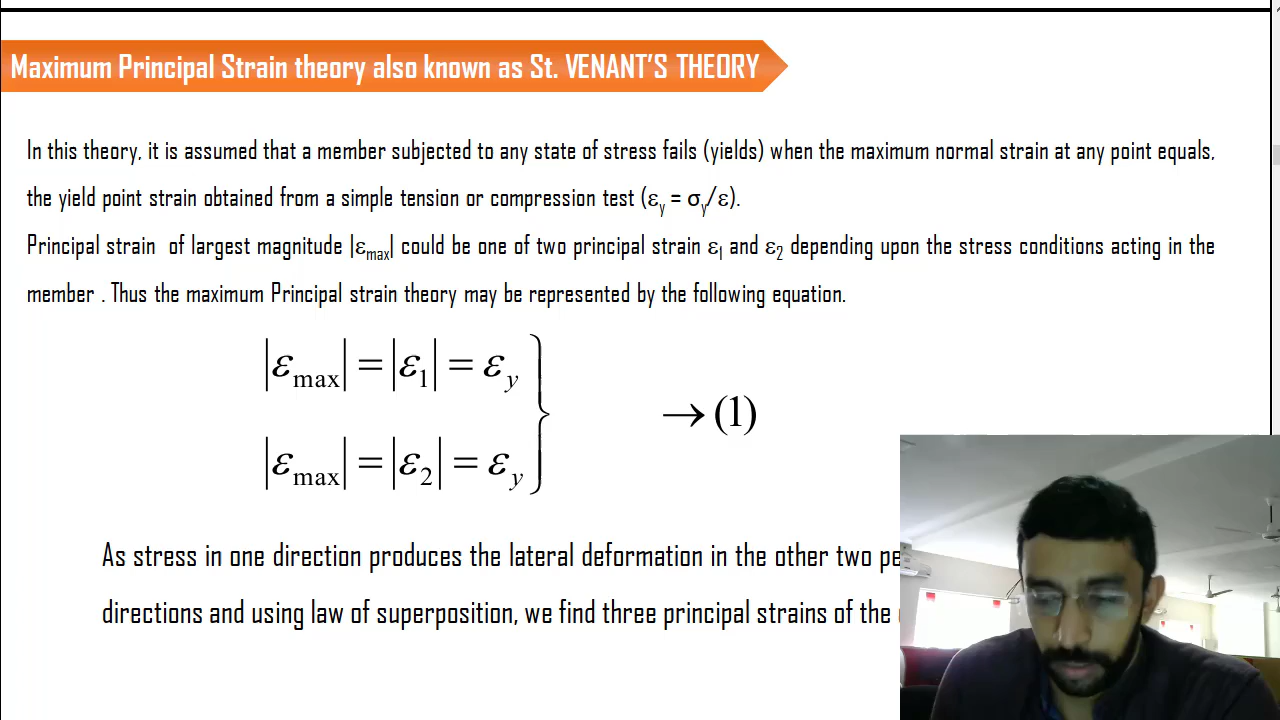 Maximum Principal Strain theory also known as St. VENANT'S THEORY
In this theory, it is assumed that a member subjected to any state of stress fails (yields) when the maximum normal strain at any point equals,
the yield point strain obtained from a simple tension or compression test (εy = σy/ε).
Principal strain of largest magnitude |εmax| could be one of two principal strain ε1 and ε2 depending upon the stress conditions acting in the
member . Thus the maximum Principal strain theory may be represented by the following equation.
|εmax| = |ε1| = εy
→ (1)
|εmax| = |ε2| = εy
As stress in one direction produces the lateral deformation in the other two
directions and using law of superposition, we find three principal strains of the